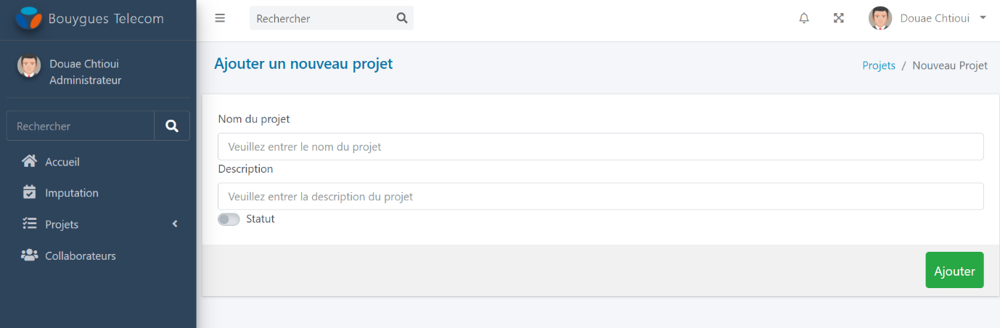 Bouygues Telecom
Douae Chtioui
Administrateur
Rechercher
Accueil
Imputation
Projets
Collaborateurs
Rechercher
Douae Chtioui
Ajouter un nouveau projet
Projets / Nouveau Projet
Nom du projet
Veuillez entrer le nom du projet
Description
Veuillez entrer la description du projet
Statut
Ajouter